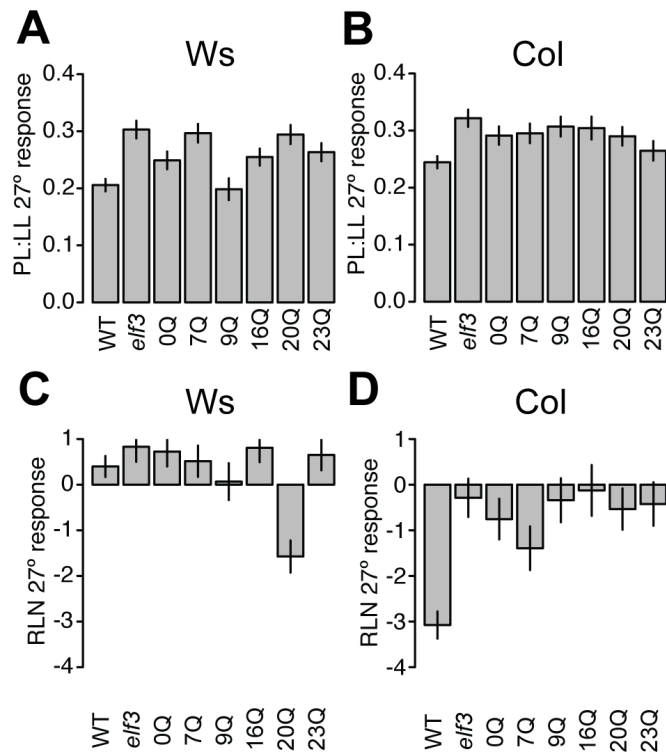 A
Ws
PL:LL 27º response
0.4
0.3
0.2
0.1
0.0
WT
elf3
0Q
7Q
9Q
16Q
20Q
23Q
B
Col
PL:LL 27º response
0.4
0.3
0.2
0.1
0.0
WT
elf3
0Q
7Q
9Q
16Q
20Q
23Q
C
Ws
RLN 27º response
1
0
-1
-2
-3
-4
WT
elf3
0Q
7Q
9Q
16Q
20Q
23Q
D
Col
RLN 27º response
1
0
-1
-2
-3
-4
WT
elf3
0Q
7Q
9Q
16Q
20Q
23Q